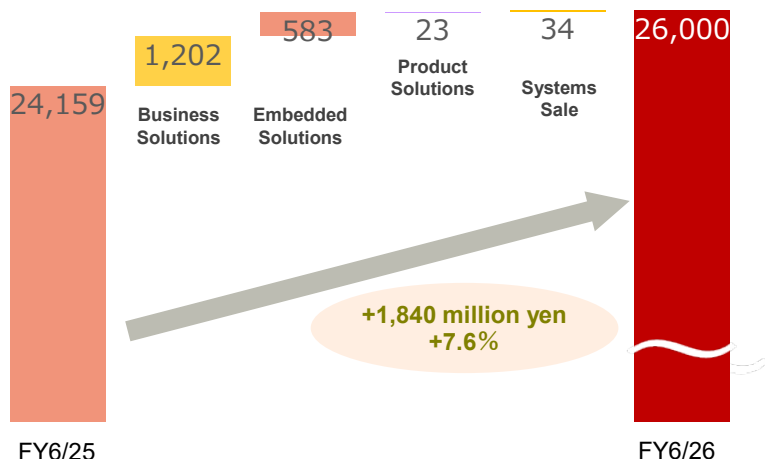 24,159
1,202
Business
Solutions
583
Embedded
Solutions
23
Product
Solutions
34
Systems
Sale
26,000
+1,840 million yen
+7.6%
FY6/25
FY6/26